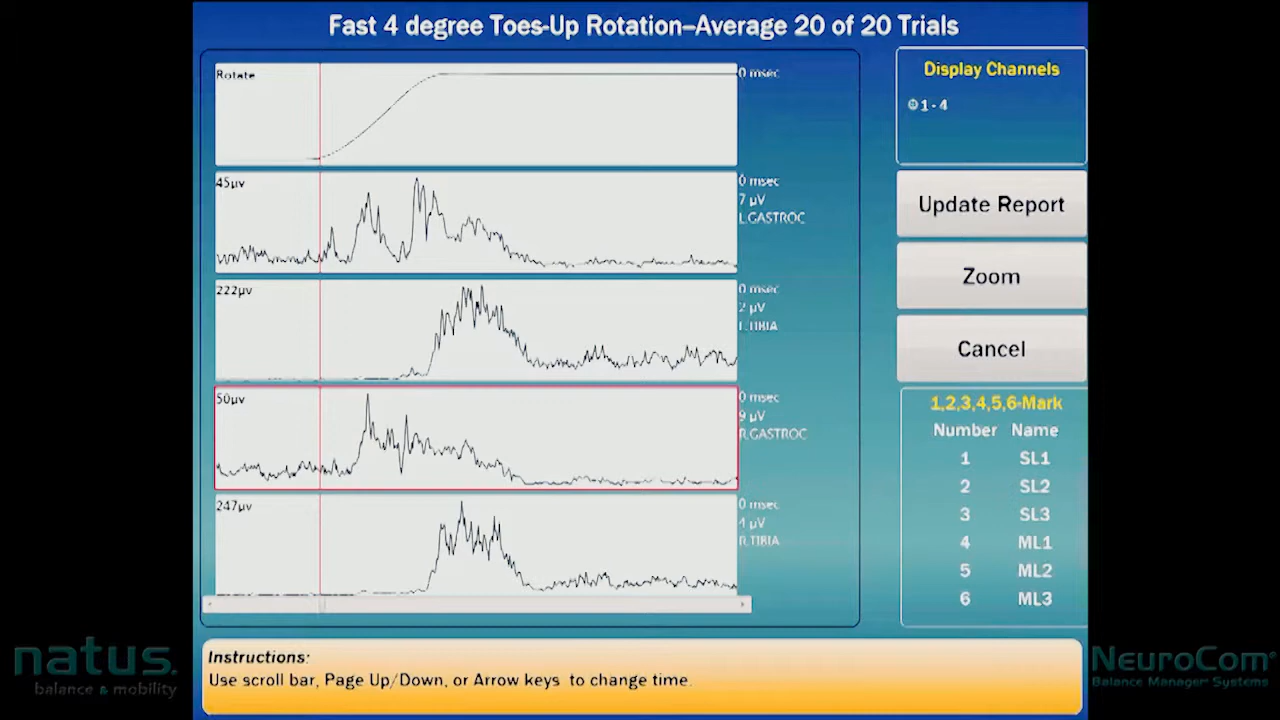 Fast 4 degree Toes-Up Rotation–Average 20 of 20 Trials
Rotate
0 msec
45μv
0 msec
7 μV
L.GASTROC
222μv
0 msec
2 μV
L.TIBIA
50μv
0 msec
9 μV
R.GASTROC
247μv
0 msec
4 μV
R.TIBIA
Display Channels
1 - 4
Update Report
Zoom
Cancel
1,2,3,4,5,6-Mark
Number Name
1 SL1
2 SL2
3 SL3
4 ML1
5 ML2
6 ML3
Instructions:
Use scroll bar, Page Up/Down, or Arrow keys to change time.
natus.
balance & mobility
NeuroCom®
Balance Manager® Systems